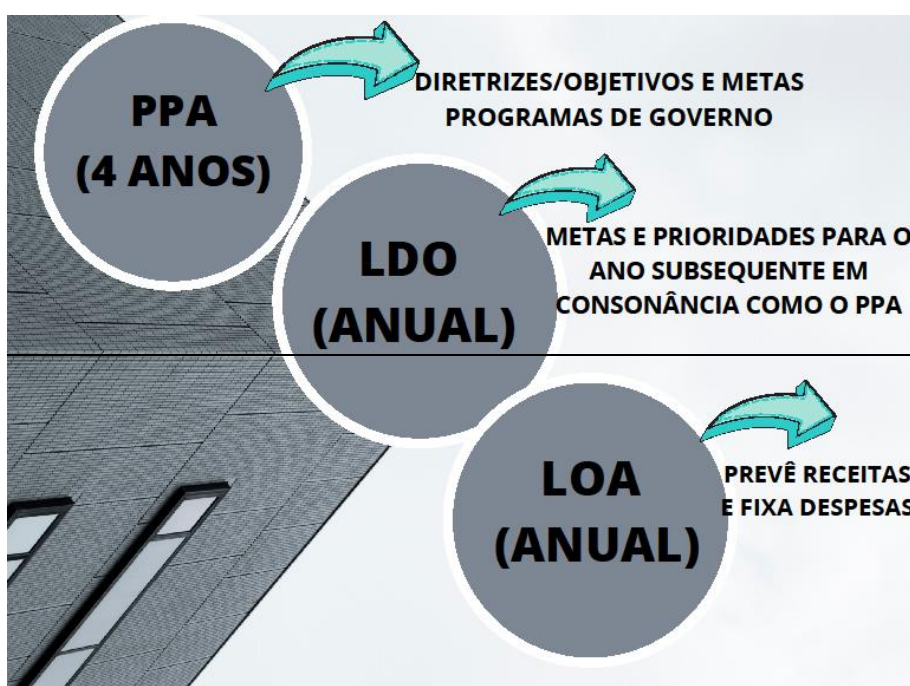 PPA
(4 ANOS)
DIRETRIZES/OBJETIVOS E METAS
PROGRAMAS DE GOVERNO
LDO
(ANUAL)
METAS E PRIORIDADES PARA O
ANO SUBSEQUENTE EM
CONSONÂNCIA COMO O PPA
LOA
(ANUAL)
PREVÊ RECEITAS
E FIXA DESPESAS